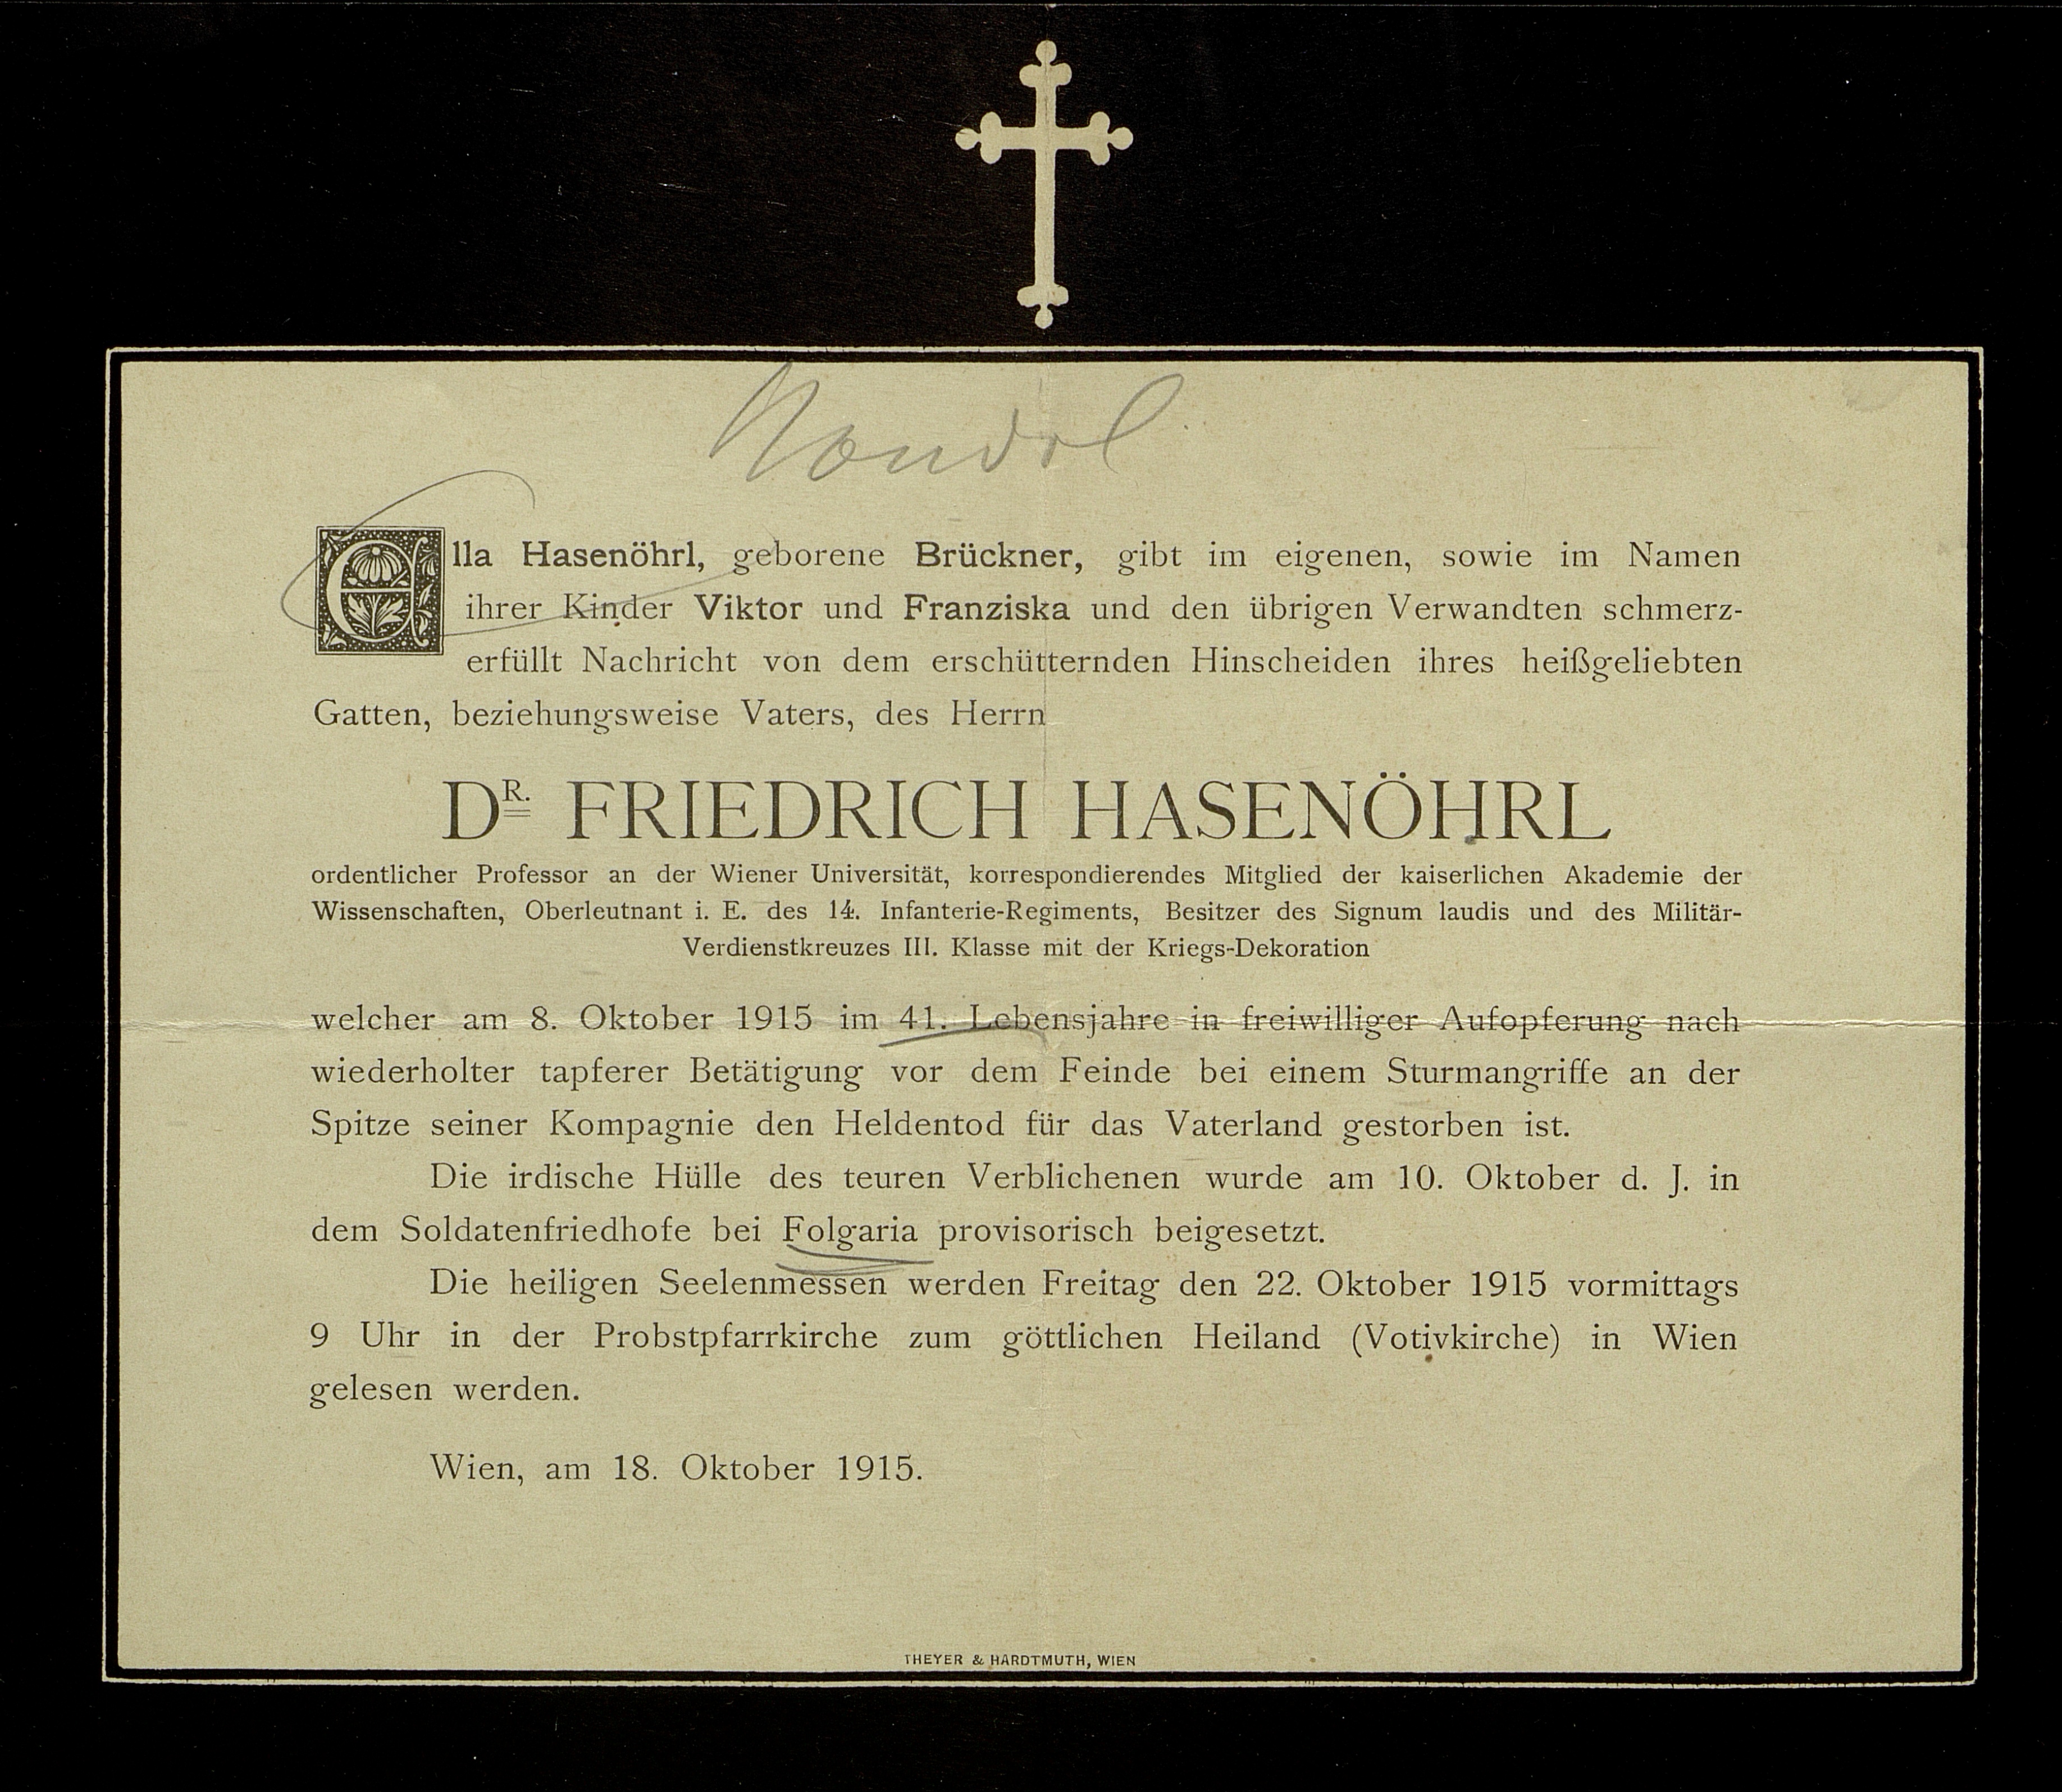 Ella Hasenöhrl, geborene Brückner, gibt im eigenen, sowie im Namen
ihrer Kinder Viktor und Franziska und den übrigen Verwandten schmerz-
erfüllt Nachricht von dem erschütternden Hinscheiden ihres heißgeliebten
Gatten, beziehungsweise Vaters, des Herrn
DR. FRIEDRICH HASENÖHRL
ordentlicher Professor an der Wiener Universität, korrespondierendes Mitglied der kaiserlichen Akademie der
Wissenschaften, Oberleutnant i. E. des 14. Infanterie-Regiments, Besitzer des Signum laudis und des Militär-
Verdienstkreuzes III. Klasse mit der Kriegs-Dekoration
welcher am 8. Oktober 1915 im 41. Lebensjahre in freiwilliger Aufopferung nach
wiederholter tapferer Betätigung vor dem Feinde bei einem Sturmangriffe an der
Spitze seiner Kompagnie den Heldentod für das Vaterland gestorben ist.
Die irdische Hülle des teuren Verblichenen wurde am 10. Oktober d. J. in
dem Soldatenfriedhofe bei Folgaria provisorisch beigesetzt.
Die heiligen Seelenmessen werden Freitag den 22. Oktober 1915 vormittags
9 Uhr in der Probstpfarrkirche zum göttlichen Heiland (Votivkirche) in Wien
gelesen werden.
Wien, am 18. Oktober 1915.
THEYER & HARDTMUTH, WIEN